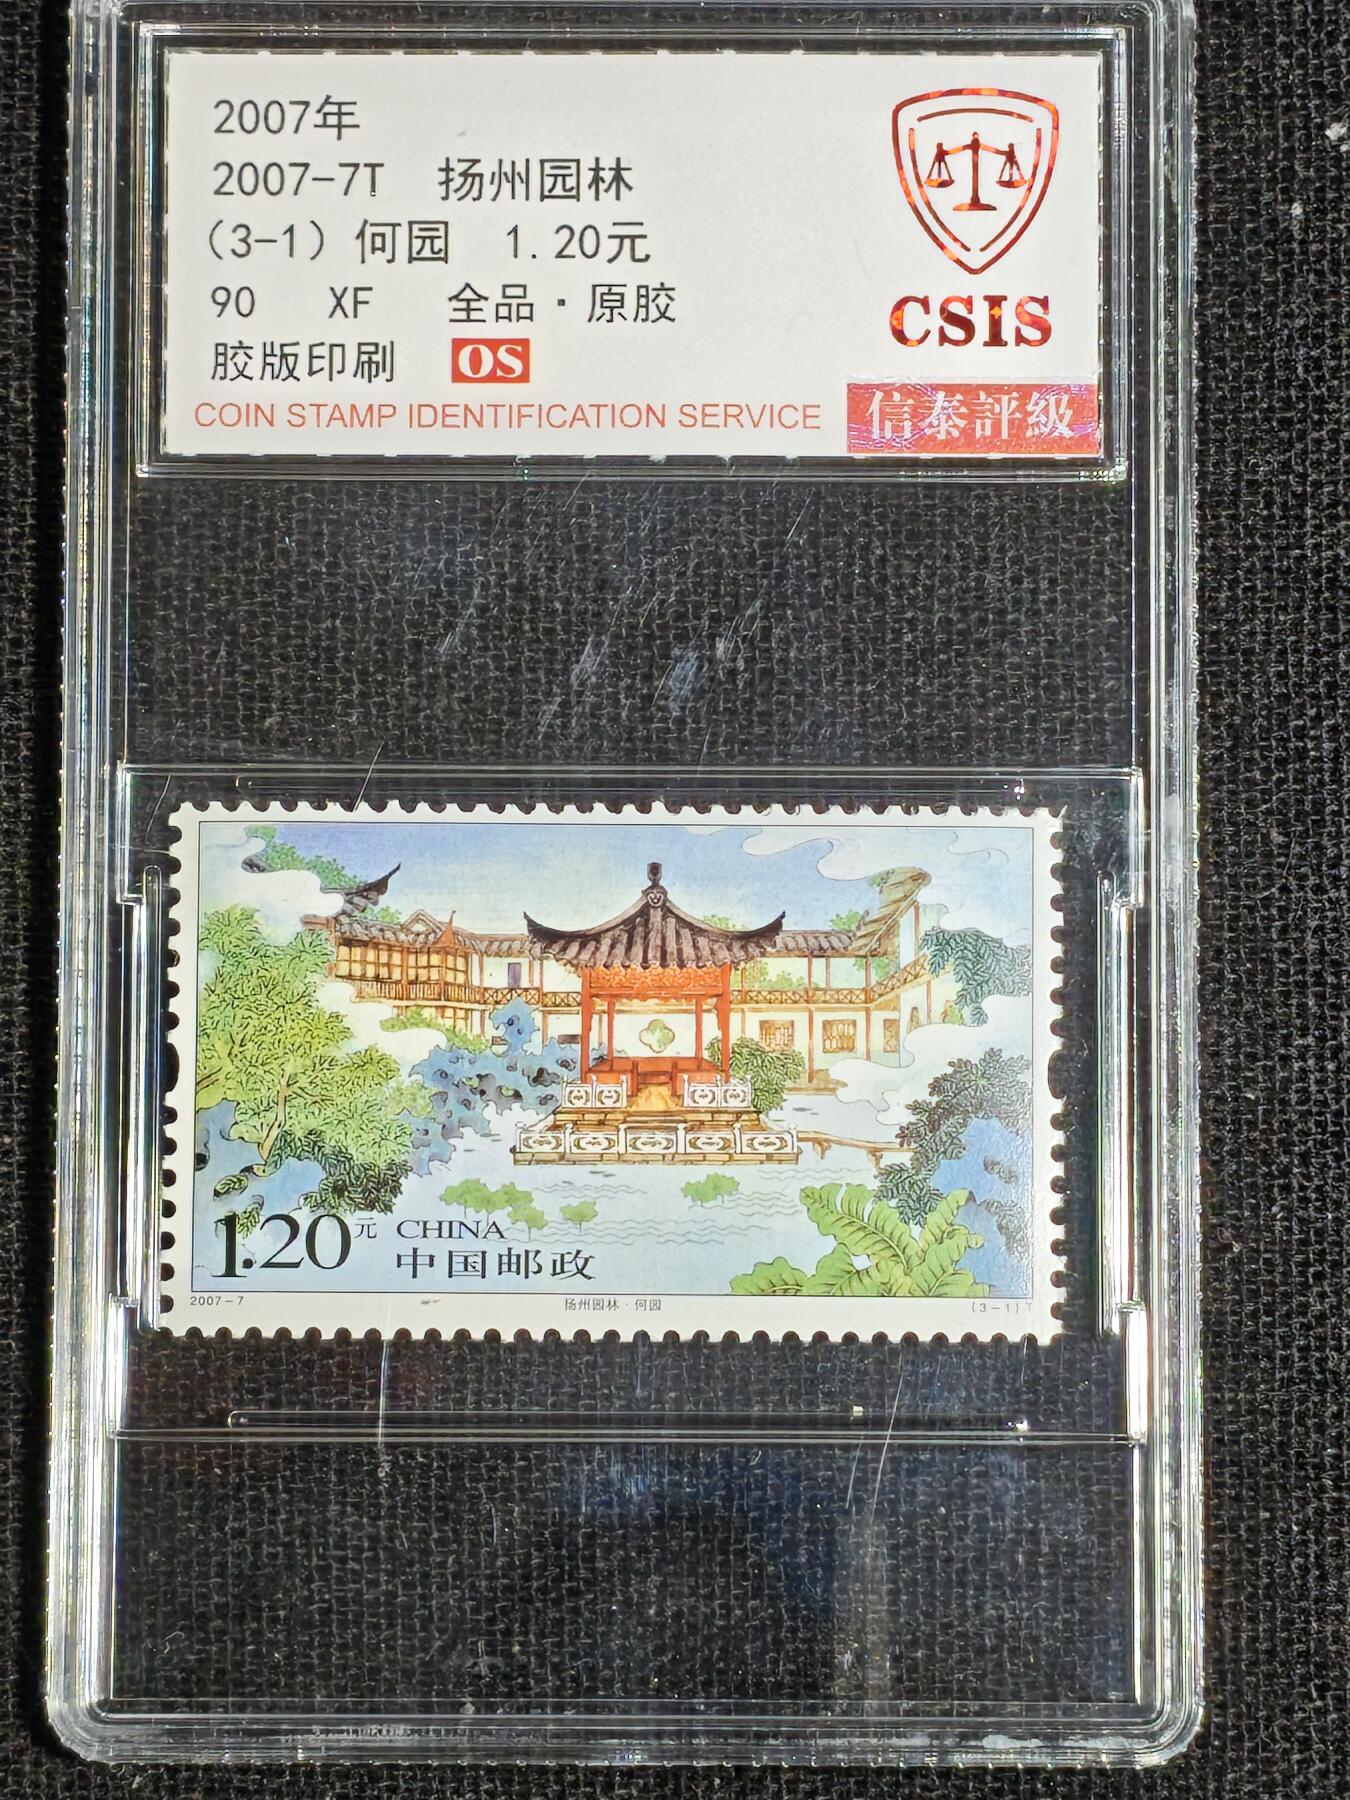 2007年
2007-7T 扬州园林
(3-1) 何园 1.20元
90 XF 全品·原胶
胶版印刷 OS
COIN STAMP IDENTIFICATION SERVICE
CSIS
信泰評級
1.20元 CHINA
中国邮政
2007-7 扬州园林·何园 (3-1)T